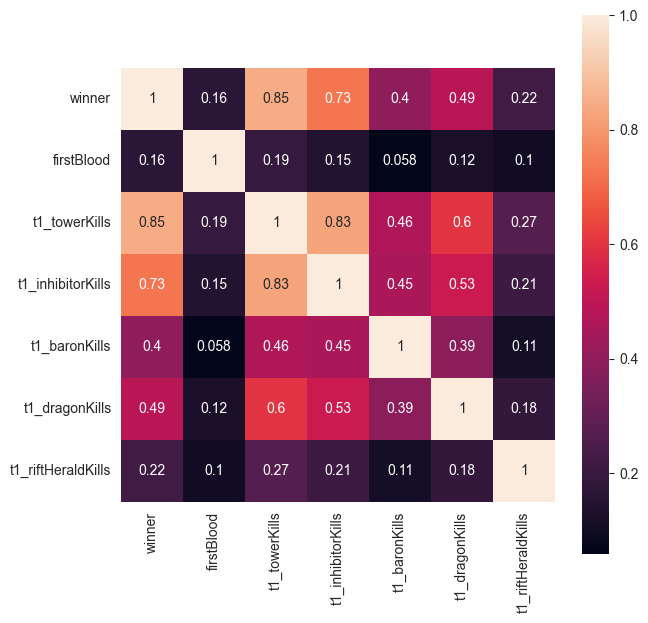 winner 1 0.16 0.85 0.73 0.4 0.49 0.22
firstBlood 0.16 1 0.19 0.15 0.058 0.12 0.1
t1_towerKills 0.85 0.19 1 0.83 0.46 0.6 0.27
t1_inhibitorKills 0.73 0.15 0.83 1 0.45 0.53 0.21
t1_baronKills 0.4 0.058 0.46 0.45 1 0.39 0.11
t1_dragonKills 0.49 0.12 0.6 0.53 0.39 1 0.18
t1_riftHeraldKills 0.22 0.1 0.27 0.21 0.11 0.18 1
winner
firstBlood
t1_towerKills
t1_inhibitorKills
t1_baronKills
t1_dragonKills
t1_riftHeraldKills
1.0
0.8
0.6
0.4
0.2